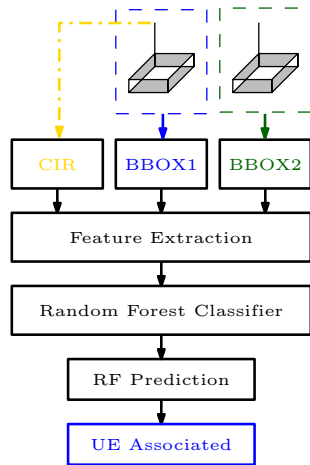 CIR BBOX1 BBOX2
Feature Extraction
Random Forest Classifier
RF Prediction
UE Associated